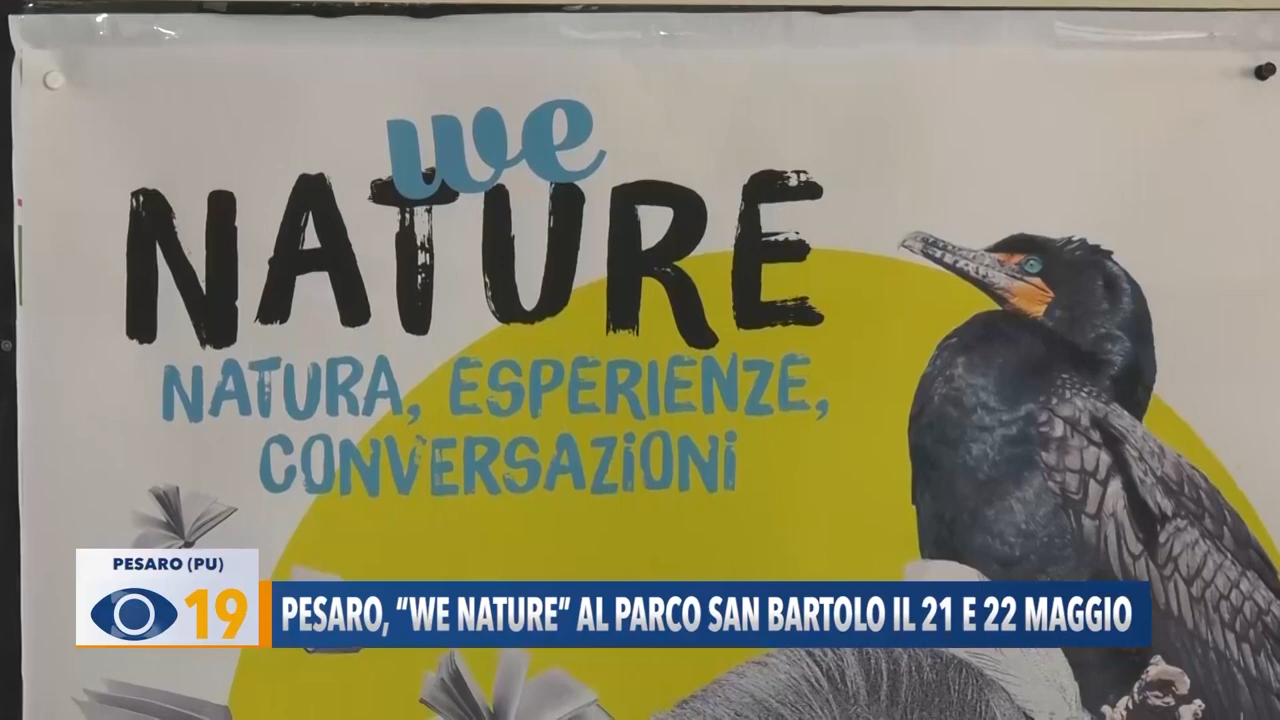 we
NATURE
NATURA, ESPERIENZE,
CONVERSAZiONi
PESARO (PU)
19
PESARO, “WE NATURE” AL PARCO SAN BARTOLO IL 21 E 22 MAGGIO